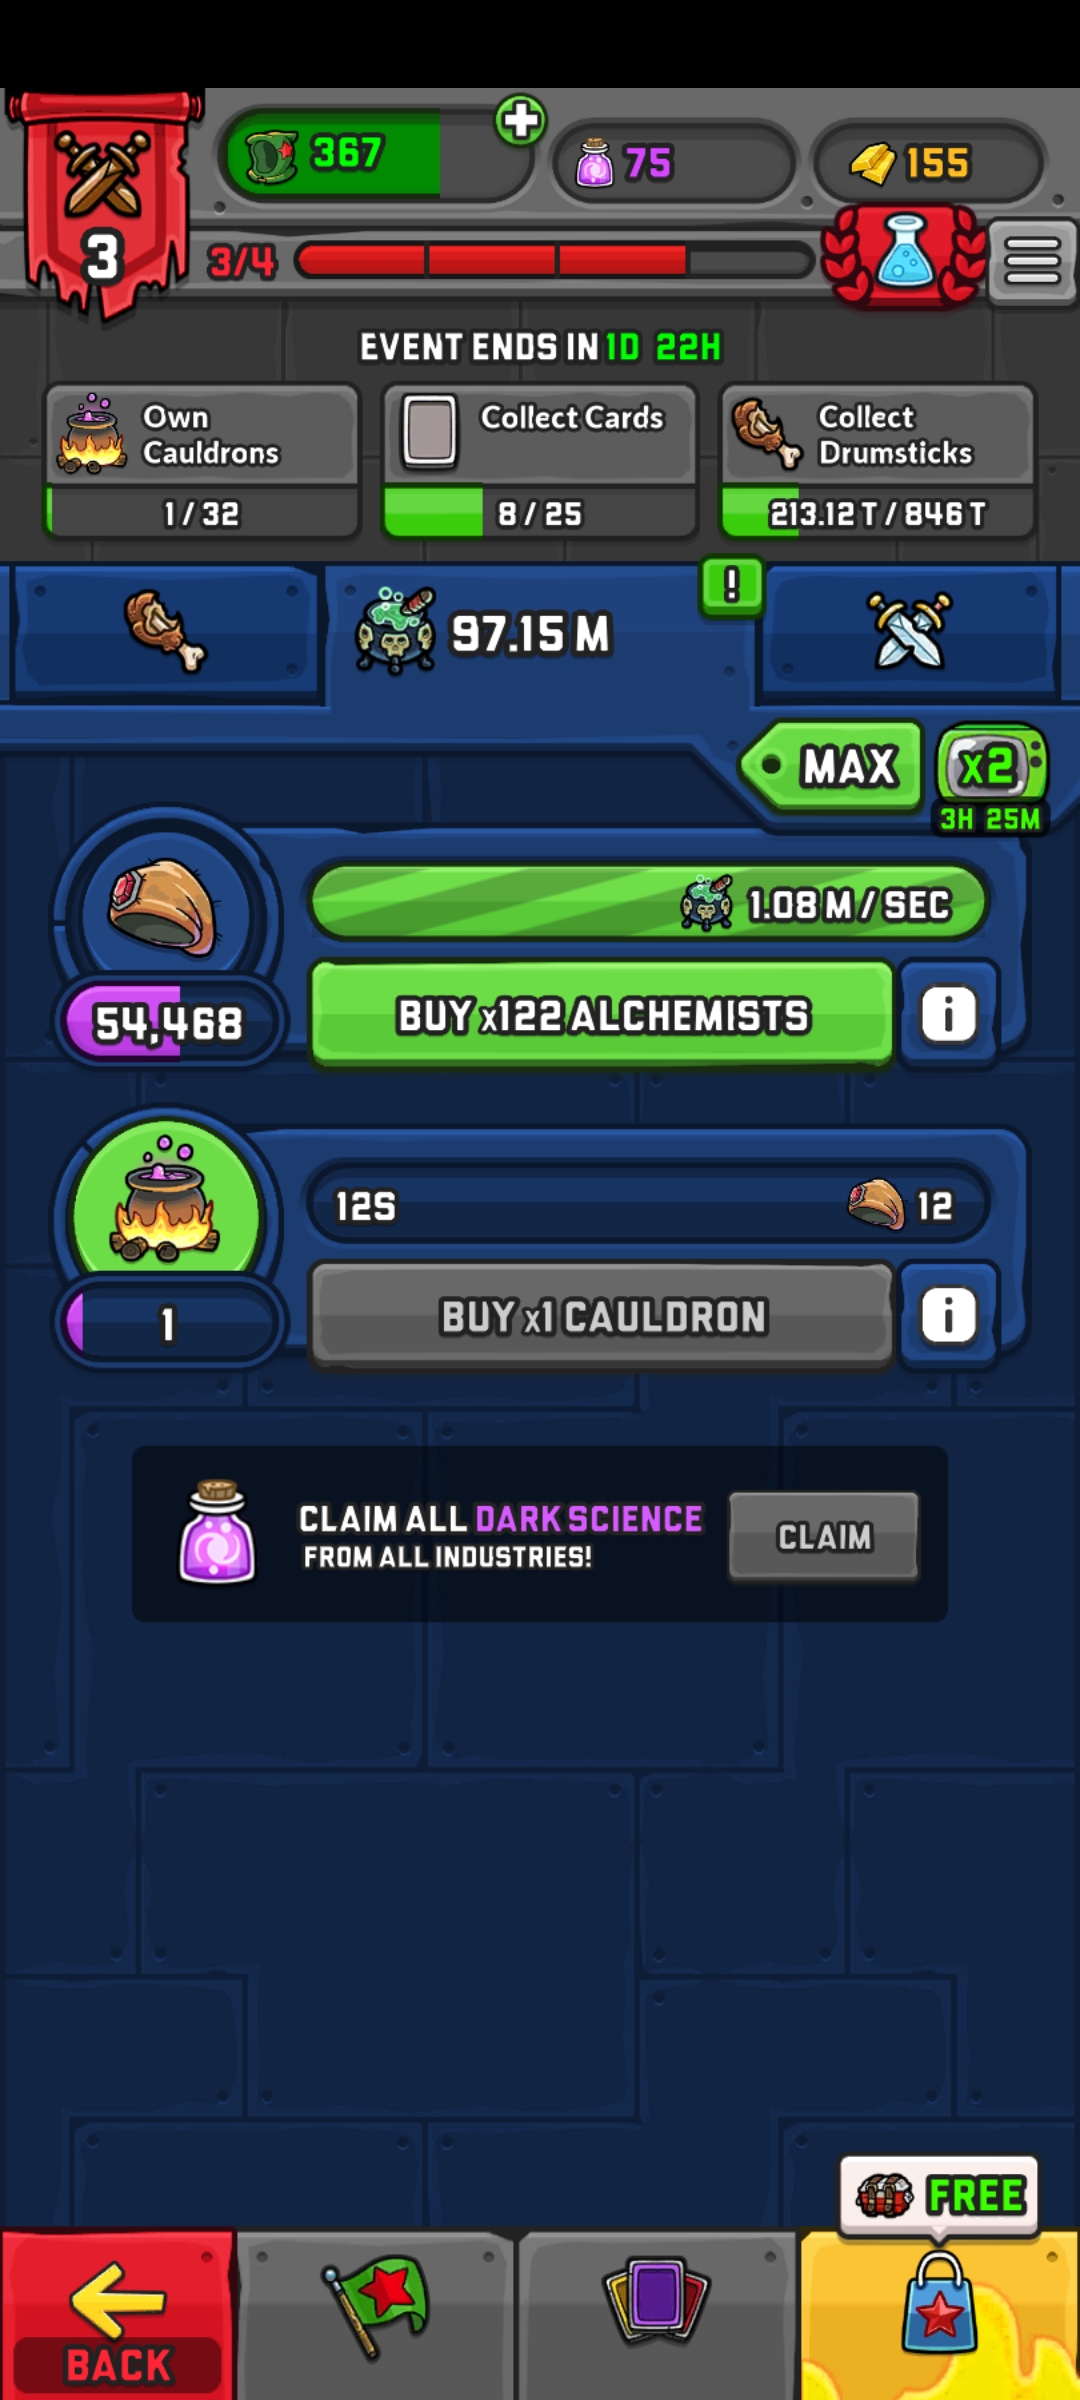 367
75
155
3
3/4
EVENT ENDS IN 1D 22H
Own
Cauldrons
1 / 32
Collect Cards
8 / 25
Collect
Drumsticks
213.12 T / 846 T
97.15 M
!
MAX
x2
3H 25M
1.08 M / SEC
54,468
BUY x122 ALCHEMISTS
i
12S
12
1
BUY x1 CAULDRON
i
CLAIM ALL DARK SCIENCE
FROM ALL INDUSTRIES!
CLAIM
FREE
BACK